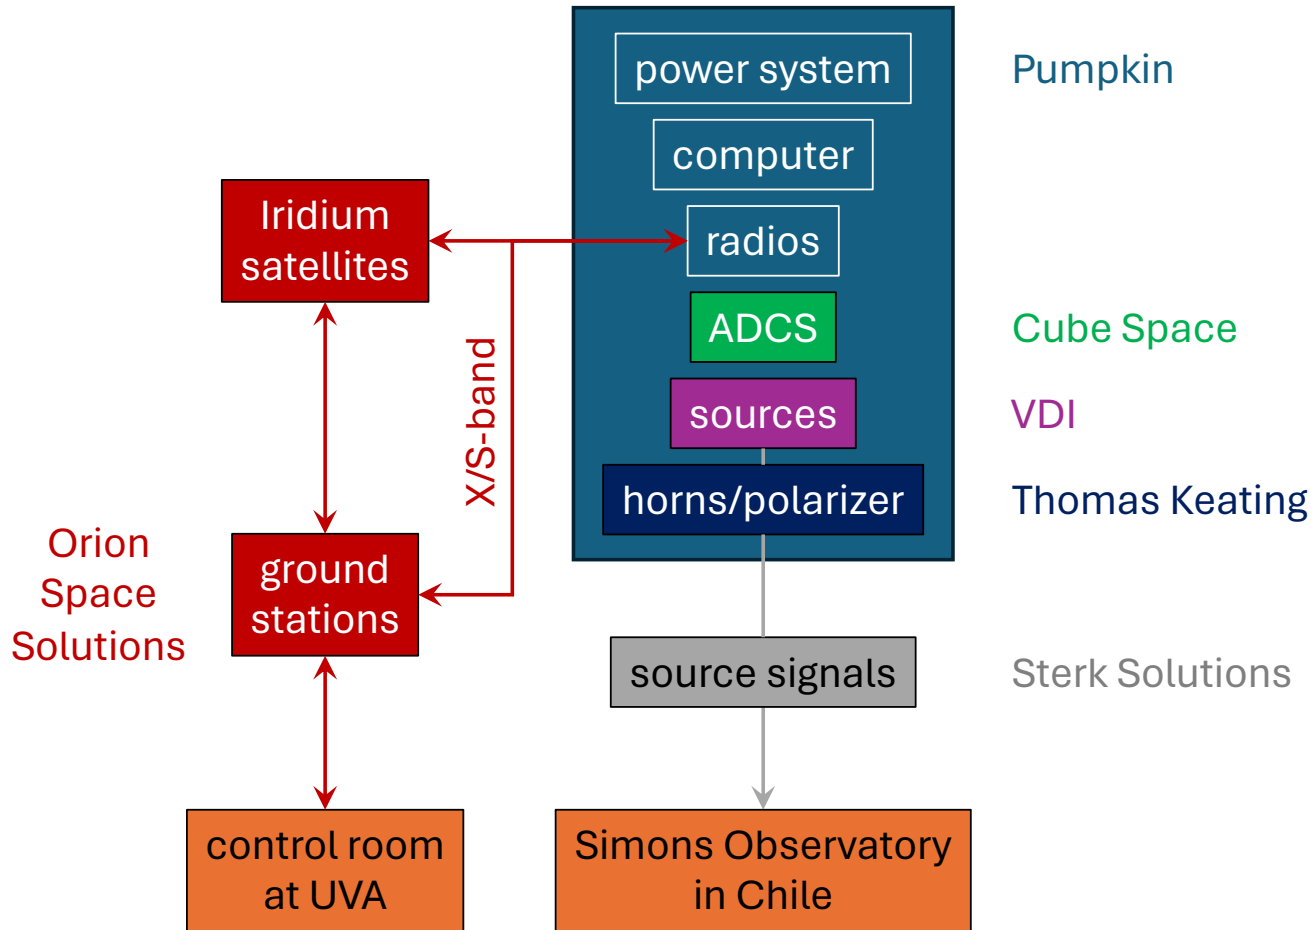 power system
Pumpkin
computer
Iridium
satellites
radios
ADCS
Cube Space
X/S-band
sources
VDI
horns/polarizer
Thomas Keating
Orion
Space
Solutions
ground
stations
source signals
Sterk Solutions
control room
at UVA
Simons Observatory
in Chile